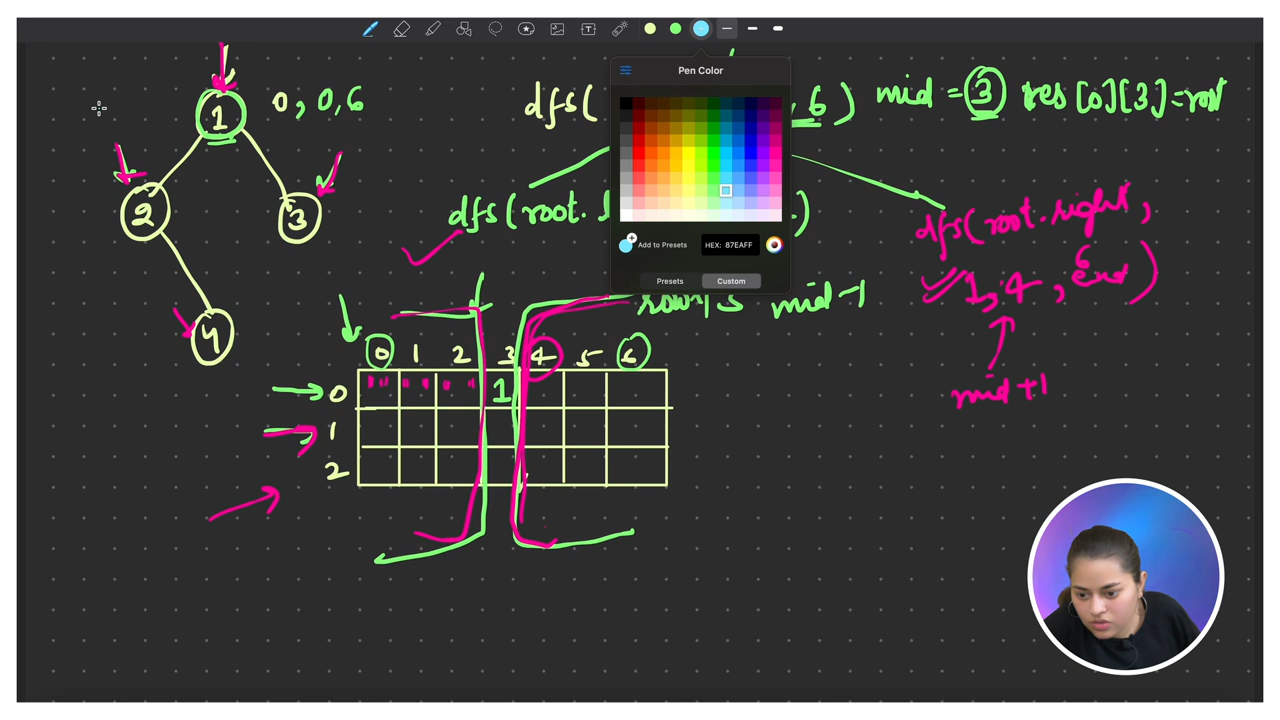 Pen Color
1 0, 0, 6
dfs( , 6 ) mid = 3 res[0][3]=root
2 3
dfs(root. )
dfs(root.right,
1, 4, end)
6
HEX: 87EAFF
Add to Presets
Presets Custom
mid-1
4
0 1 2 3 4 5 6
0 " " " " " " 1
mid+1
1
2